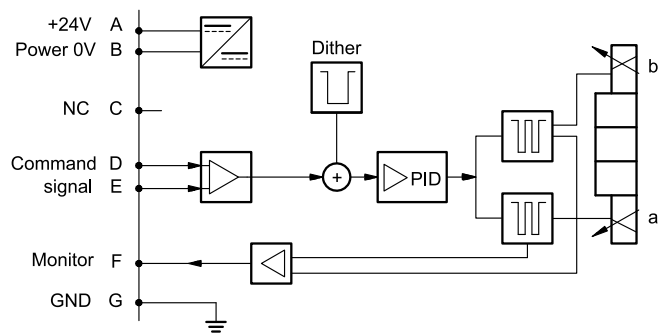 +24V A
Power 0V B
Dither
b
NC C
Command D
signal E
+ PID
a
Monitor F
GND G